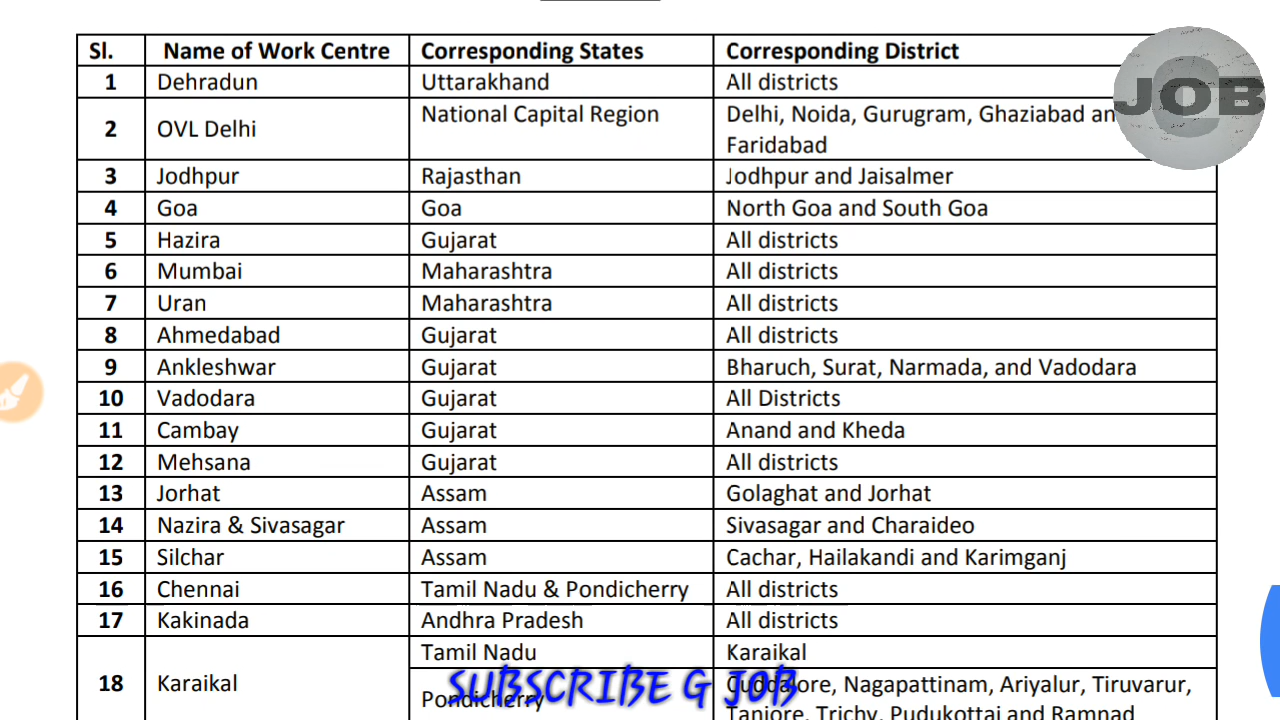 Sl. Name of Work Centre Corresponding States Corresponding District
1 Dehradun Uttarakhand All districts
2 OVL Delhi National Capital Region Delhi, Noida, Gurugram, Ghaziabad an
Faridabad
3 Jodhpur Rajasthan Jodhpur and Jaisalmer
4 Goa Goa North Goa and South Goa
5 Hazira Gujarat All districts
6 Mumbai Maharashtra All districts
7 Uran Maharashtra All districts
8 Ahmedabad Gujarat All districts
9 Ankleshwar Gujarat Bharuch, Surat, Narmada, and Vadodara
10 Vadodara Gujarat All Districts
11 Cambay Gujarat Anand and Kheda
12 Mehsana Gujarat All districts
13 Jorhat Assam Golaghat and Jorhat
14 Nazira & Sivasagar Assam Sivasagar and Charaideo
15 Silchar Assam Cachar, Hailakandi and Karimganj
16 Chennai Tamil Nadu & Pondicherry All districts
17 Kakinada Andhra Pradesh All districts
18 Karaikal Tamil Nadu Karaikal
Pondicherry Cuddalore, Nagapattinam, Ariyalur, Tiruvarur,
Tanjore, Trichy, Pudukottai and Ramnad
JOB
SUBSCRIBE G JOB